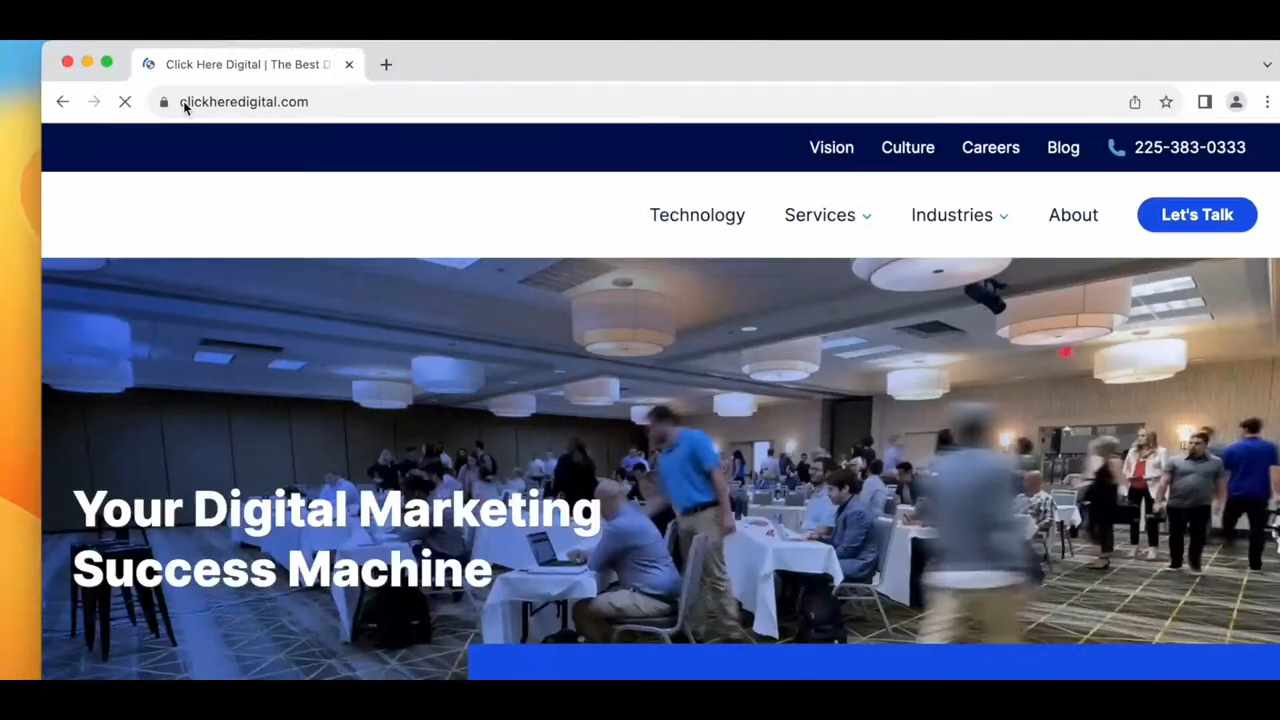 Click Here Digital | The Best D
clickheredigital.com
Vision Culture Careers Blog 225-383-0333
Technology Services Industries About Let's Talk
Your Digital Marketing
Success Machine